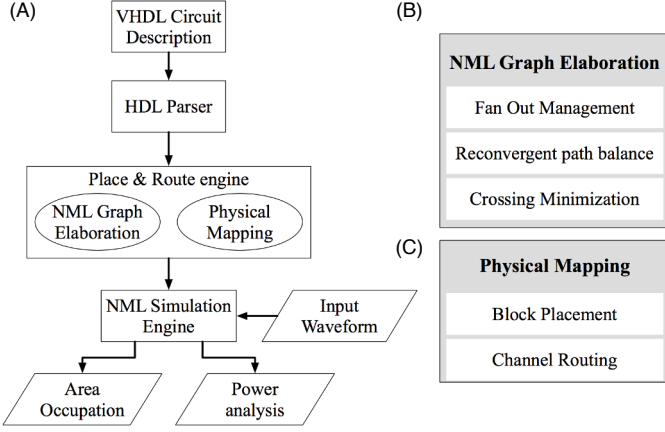 (A)
VHDL Circuit
Description
HDL Parser
Place & Route engine
NML Graph
Elaboration
Physical
Mapping
NML Simulation
Engine
Input
Waveform
Area
Occupation
Power
analysis
(B)
NML Graph Elaboration
Fan Out Management
Reconvergent path balance
Crossing Minimization
(C)
Physical Mapping
Block Placement
Channel Routing